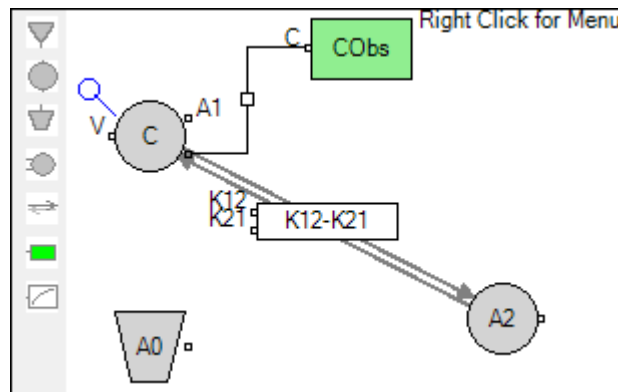 Right Click for Menu
C
CObs
A1
V
C
K12
K21
K12-K21
A2
A0